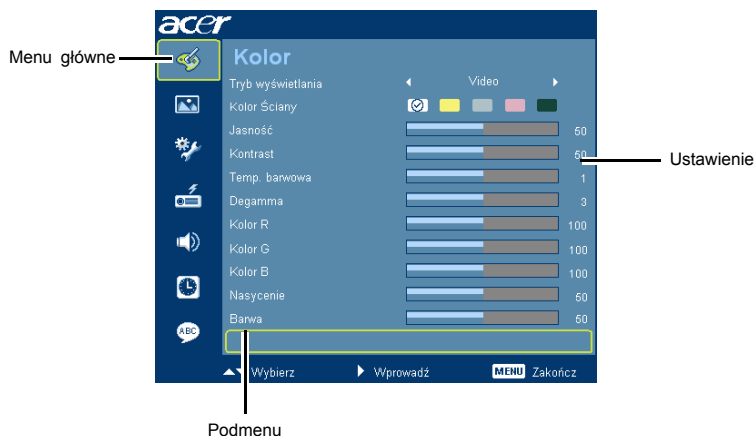 acer
Menu główne
Kolor
Tryb wyświetlania Video
Kolor Ściany
Jasność 50
Kontrast 50
Ustawienie
Temp. barwowa 1
Degamma 3
Kolor R 100
Kolor G 100
Kolor B 100
Nasycenie 50
Barwa 50
ABC
Wybierz Wprowadź MENU Zakończ
Podmenu